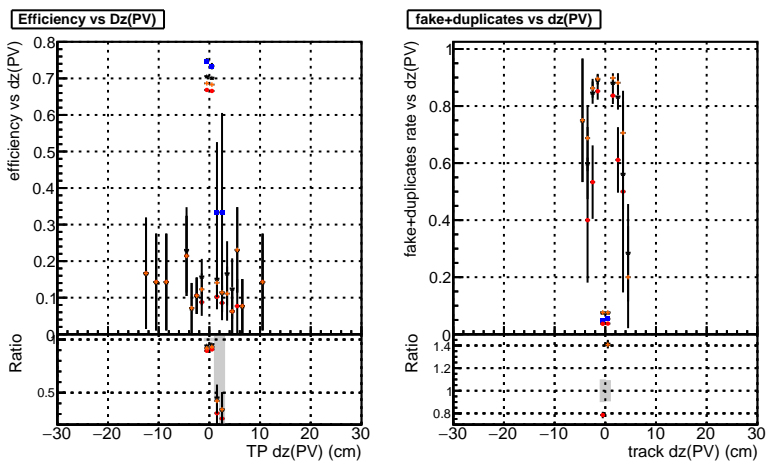 Efficiency vs Dz(PV)
efficiency vs dz(PV)
0.8
0.7
0.6
0.5
0.4
0.3
0.2
0.1
0
Ratio
1
0.5
−30 −20 −10 0 10 20 30
TP dz(PV) (cm)
fake+duplicates vs dz(PV)
fake+duplicates rate vs dz(PV)
1
0.8
0.6
0.4
0.2
0
Ratio
1.4
1.2
1
0.8
−30 −20 −10 0 10 20 30
track dz(PV) (cm)